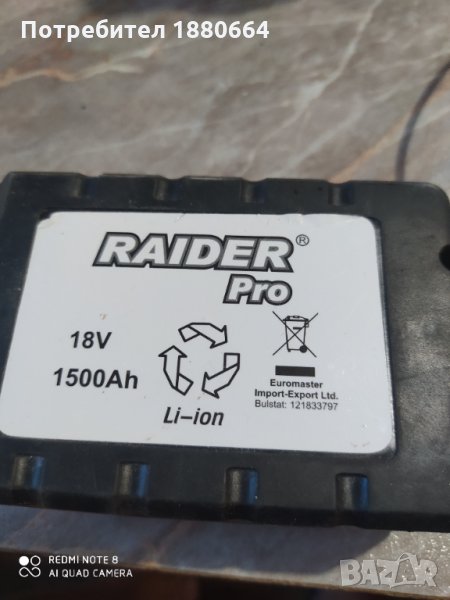 Потребител 1880664
RAIDER®
Pro
18V
1500Ah
Li-ion
Euromaster
Import-Export Ltd.
Bulstat: 121833797
REDMI NOTE 8
AI QUAD CAMERA
BAZAR